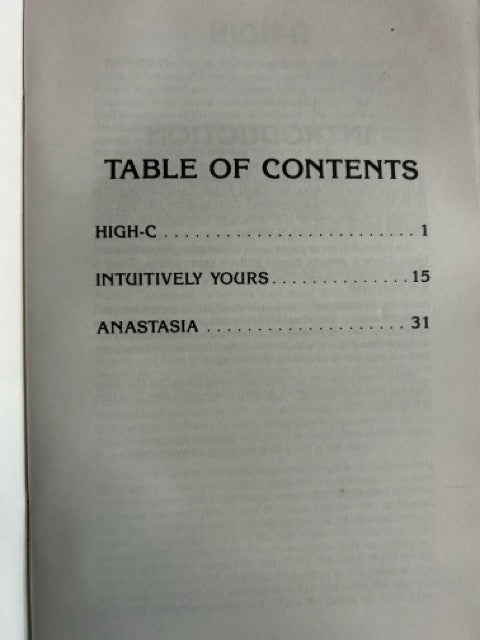 TABLE OF CONTENTS
HIGH-C . . . . . . . . . . . . . . . . . . . . . . . . . 1
INTUITIVELY YOURS. . . . . . . . . . . . . . 15
ANASTASIA . . . . . . . . . . . . . . . . . . . . 31